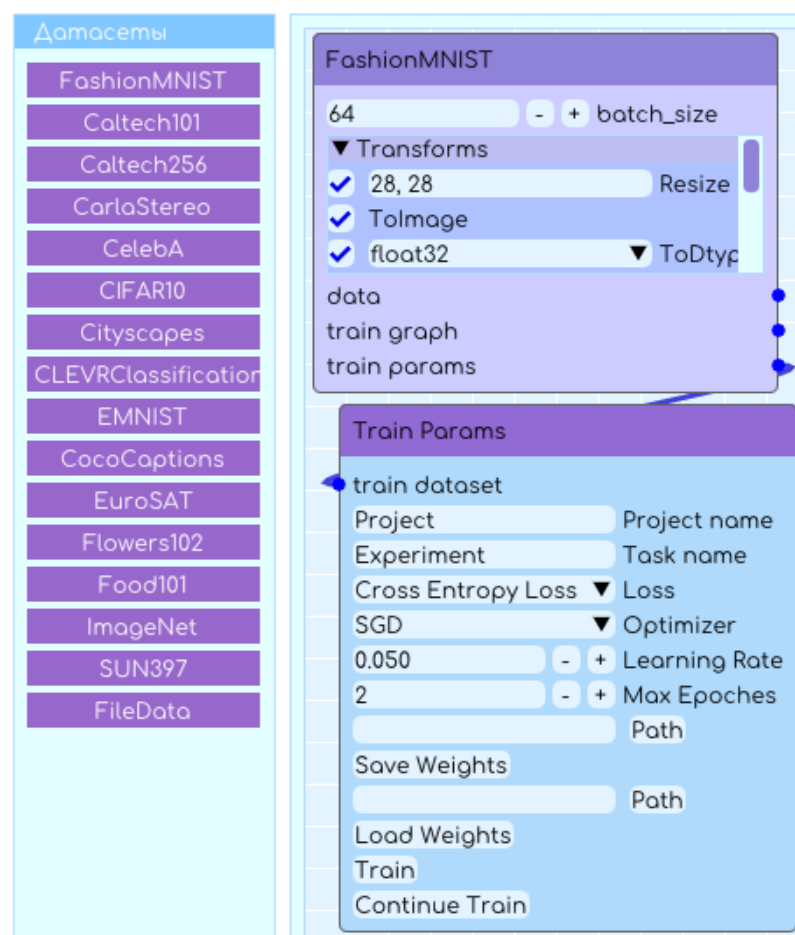 Датасеты
FashionMNIST
Caltech101
Caltech256
CarlaStereo
CelebA
CIFAR10
Cityscapes
CLEVRClassification
EMNIST
CocoCaptions
EuroSAT
Flowers102
Food101
ImageNet
SUN397
FileData
FashionMNIST
64 - + batch_size
▼ Transforms
28, 28 Resize
ToImage
float32 ▼ ToDtyp
data
train graph
train params
Train Params
train dataset
Project Project name
Experiment Task name
Cross Entropy Loss ▼ Loss
SGD ▼ Optimizer
0.050 - + Learning Rate
2 - + Max Epoches
Path
Save Weights
Path
Load Weights
Train
Continue Train